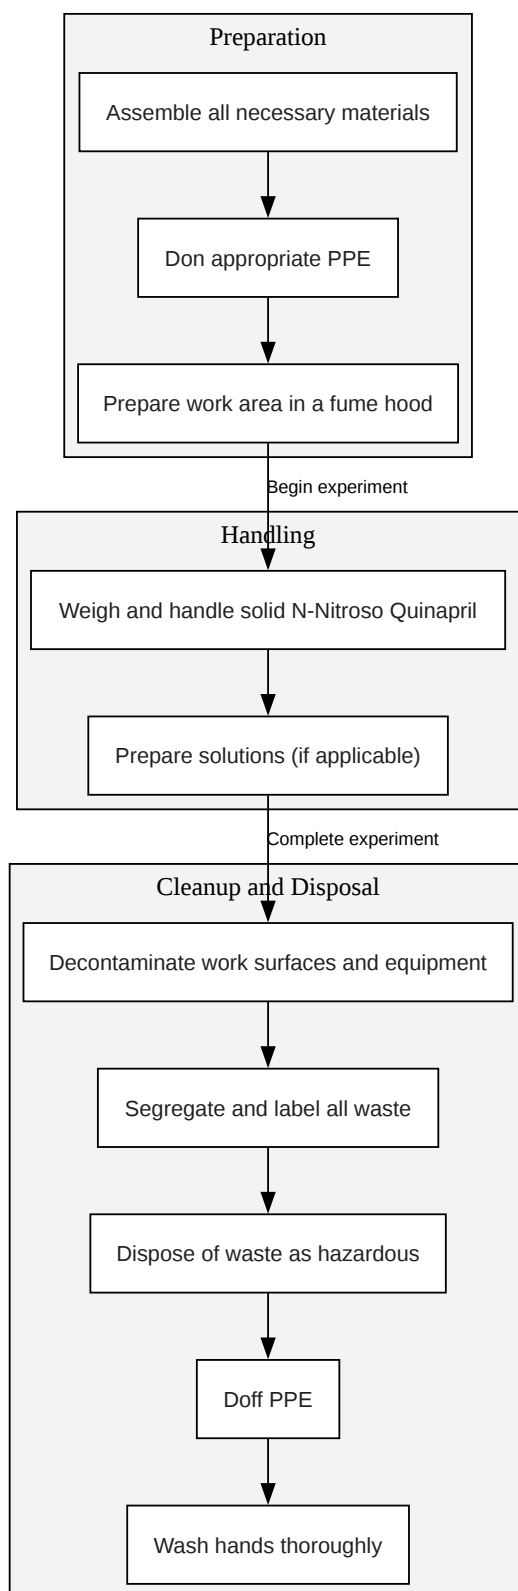 Preparation
Assemble all necessary materials
Don appropriate PPE
Prepare work area in a fume hood
Begin experiment
Handling
Weigh and handle solid N-Nitroso Quinapril
Prepare solutions (if applicable)
Complete experiment
Cleanup and Disposal
Decontaminate work surfaces and equipment
Segregate and label all waste
Dispose of waste as hazardous
Doff PPE
Wash hands thoroughly